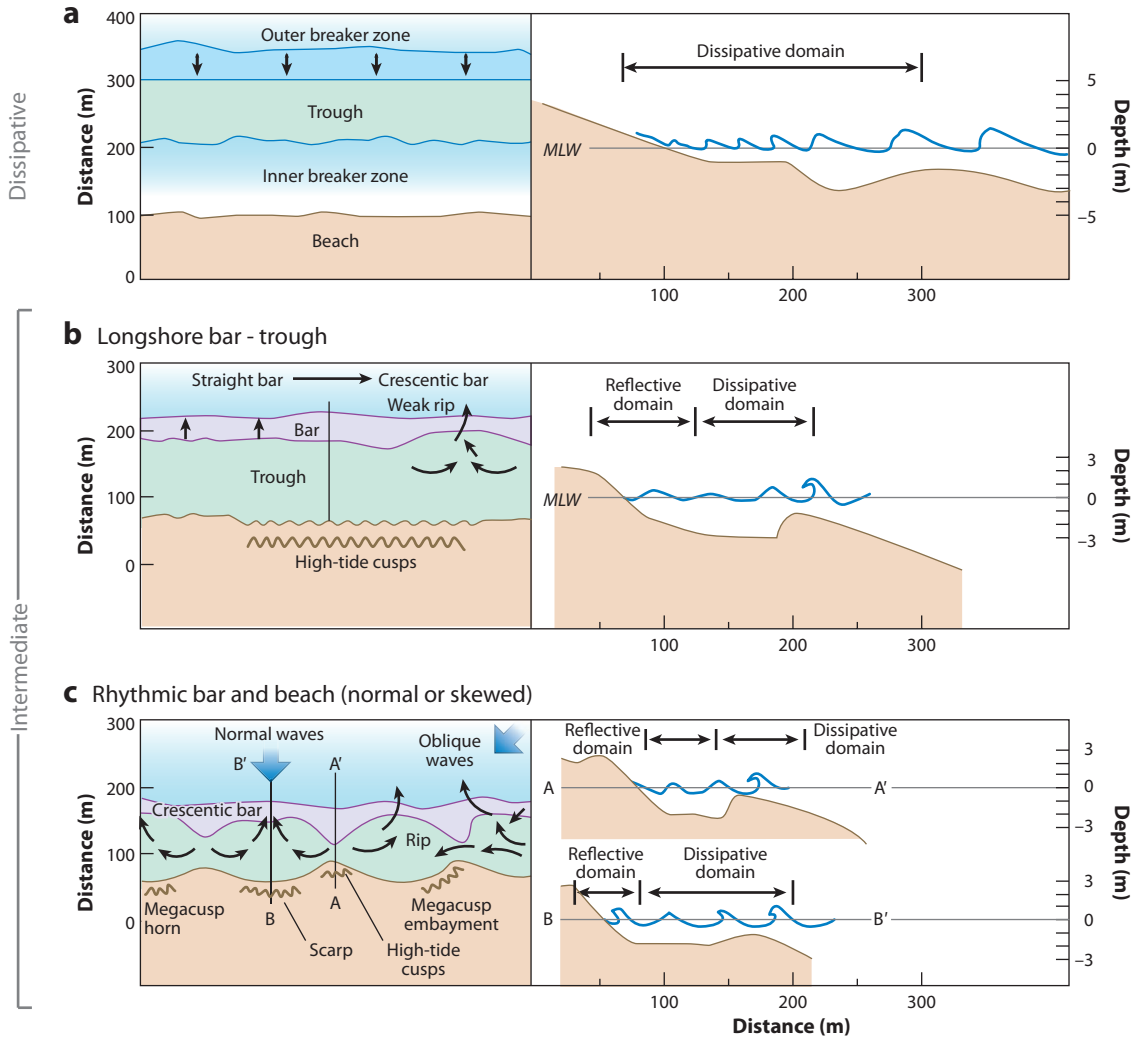 a
Dissipative
400
300
200
100
0
Distance (m)
Outer breaker zone
Trough
Inner breaker zone
Beach
Dissipative domain
MLW
5
0
−5
Depth (m)
100
200
300
Intermediate
b Longshore bar - trough
300
200
100
0
Distance (m)
Straight bar
Crescentic bar
Weak rip
Bar
Trough
High-tide cusps
Reflective
domain
Dissipative
domain
MLW
3
0
−3
Depth (m)
100
200
300
c Rhythmic bar and beach (normal or skewed)
300
200
100
0
Distance (m)
Normal waves
Oblique
waves
B′
A′
Crescentic bar
Rip
Megacusp
horn
B
A
Megacusp
embayment
Scarp
High-tide
cusps
Reflective
domain
Dissipative
domain
A
A′
3
0
−3
Reflective
domain
Dissipative
domain
B
B′
3
0
−3
Depth (m)
100
200
300
Distance (m)